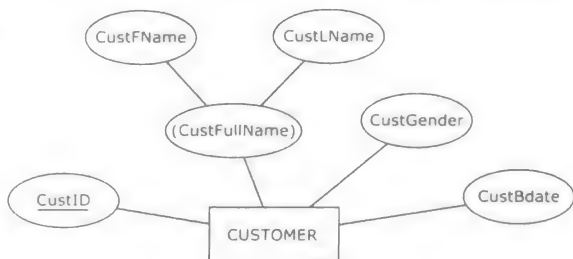 CustFName
CustLName
(CustFullName)
CustGender
CustID
CustBdate
CUSTOMER